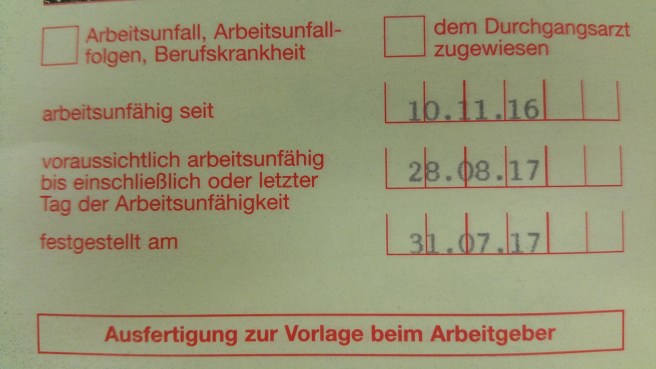 Arbeitsunfall, Arbeitsunfall-
folgen, Berufskrankheit
dem Durchgangsarzt
zugewiesen
arbeitsunfähig seit
10.11.16
voraussichtlich arbeitsunfähig
bis einschließlich oder letzter
Tag der Arbeitsunfähigkeit
28.08.17
festgestellt am
31.07.17
Ausfertigung zur Vorlage beim Arbeitgeber